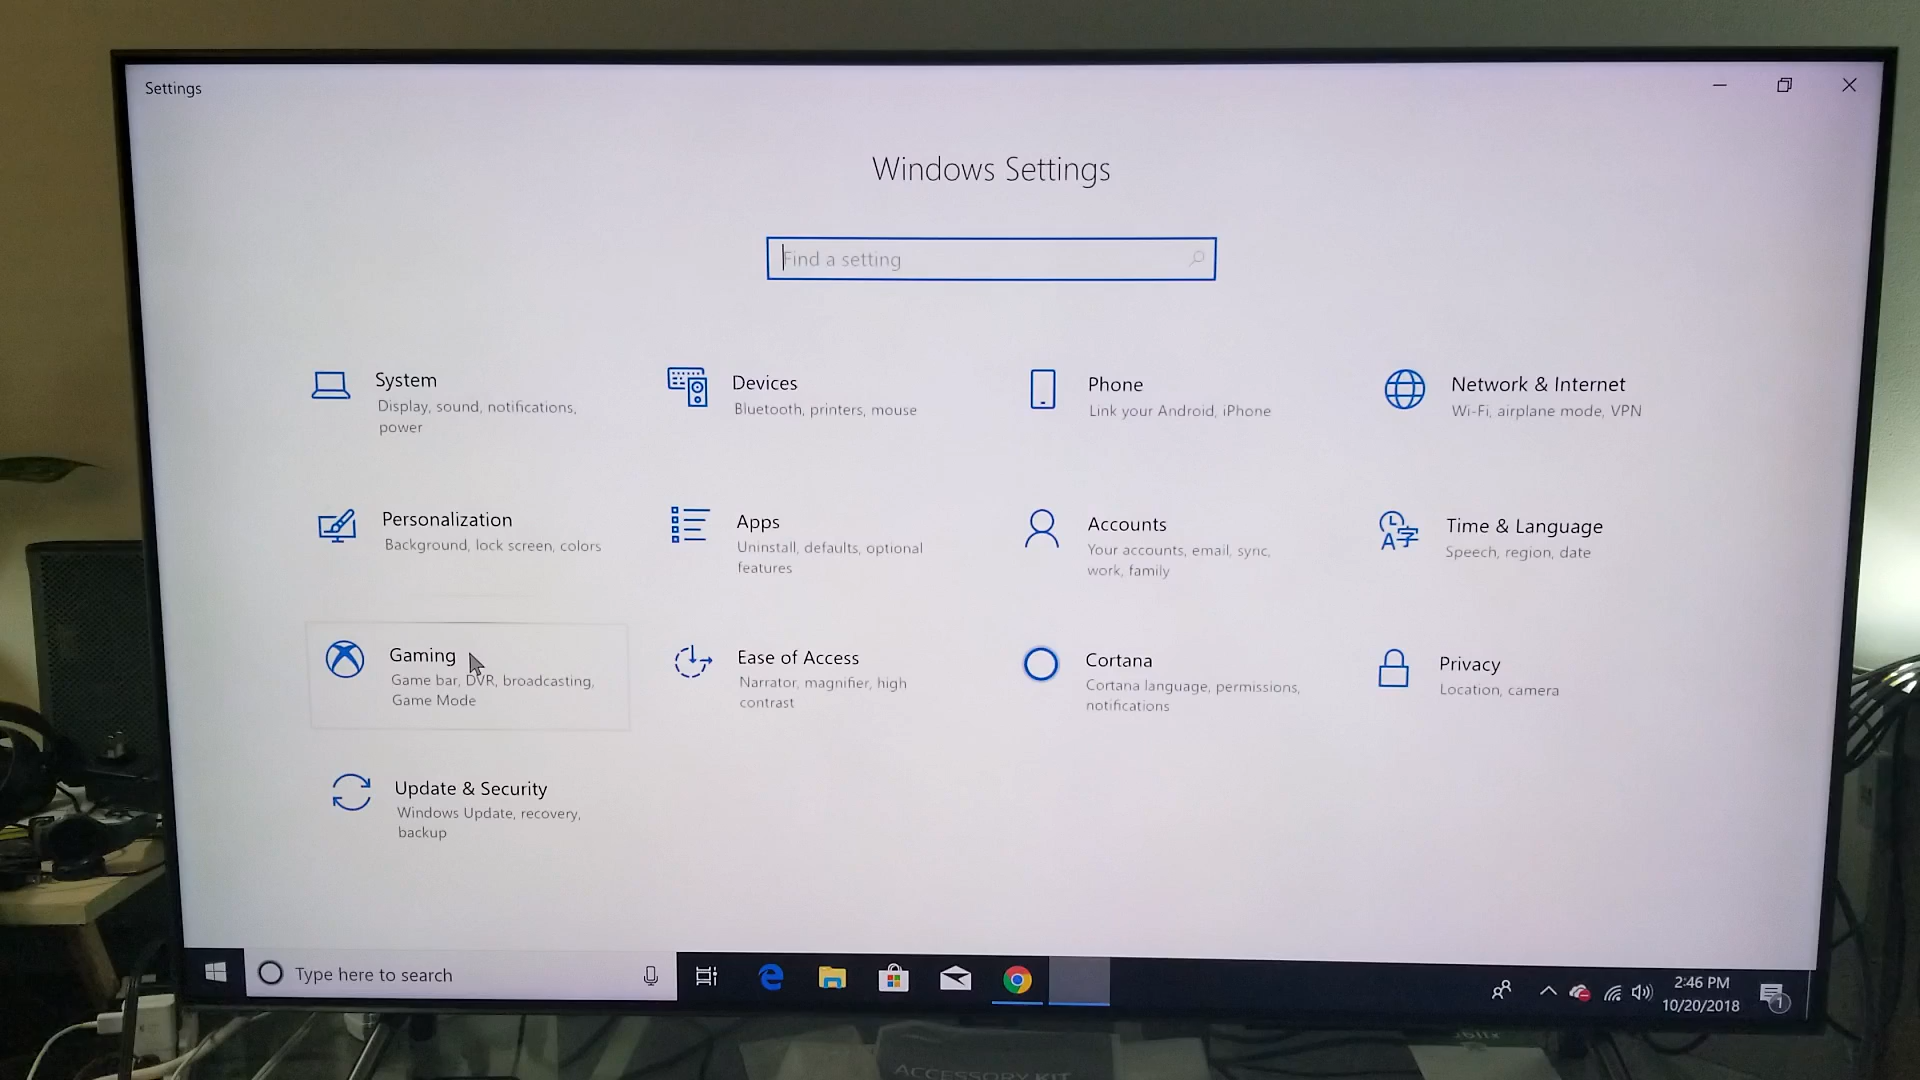 Settings
Windows Settings
Find a setting
System
Display, sound, notifications,
power
Devices
Bluetooth, printers, mouse
Phone
Link your Android, iPhone
Network & Internet
Wi-Fi, airplane mode, VPN
Personalization
Background, lock screen, colors
Apps
Uninstall, defaults, optional
features
Accounts
Your accounts, email, sync,
work, family
Time & Language
Speech, region, date
Gaming
Game bar, DVR, broadcasting,
Game Mode
Ease of Access
Narrator, magnifier, high
contrast
Cortana
Cortana language, permissions,
notifications
Privacy
Location, camera
Update & Security
Windows Update, recovery,
backup
Type here to search
2:46 PM
10/20/2018
1
ACCESSORY KIT